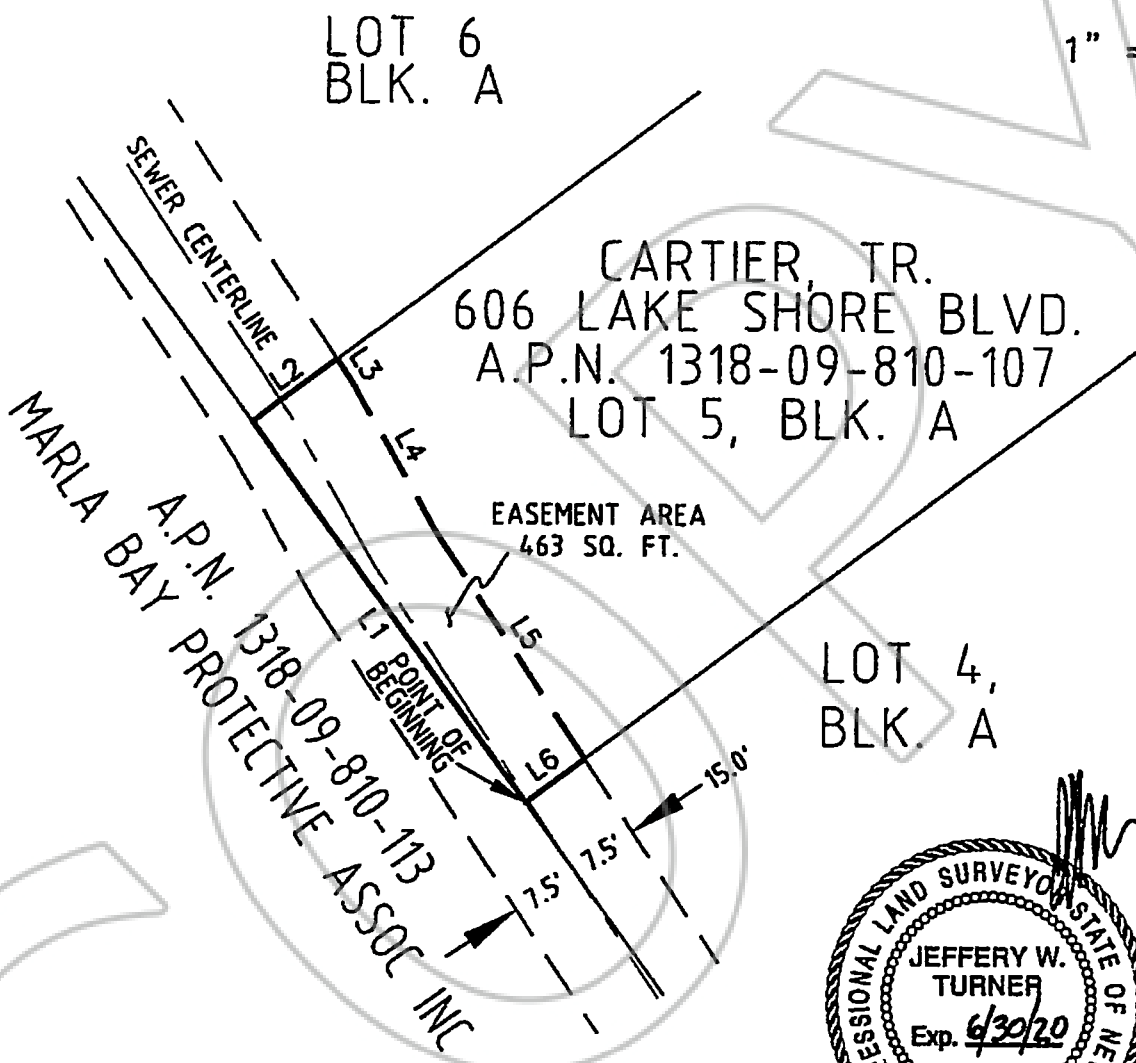 LOT 6
BLK. A
1" =
SEWER CENTERLINE
CARTIER, TR.
606 LAKE SHORE BLVD.
A.P.N. 1318-09-810-107
LOT 5, BLK. A
L2
L3
L4
EASEMENT AREA
463 SQ. FT.
L5
L1
POINT OF
BEGINNING
L6
A.P.N. 1318-09-810-113
MARLA BAY PROTECTIVE ASSOC INC
LOT 4,
BLK. A
15.0'
7.5'
7.5'
ESSIONAL LAND SURVEYO
STATE OF NE
JEFFERY W.
TURNER
Exp. 6/30/20